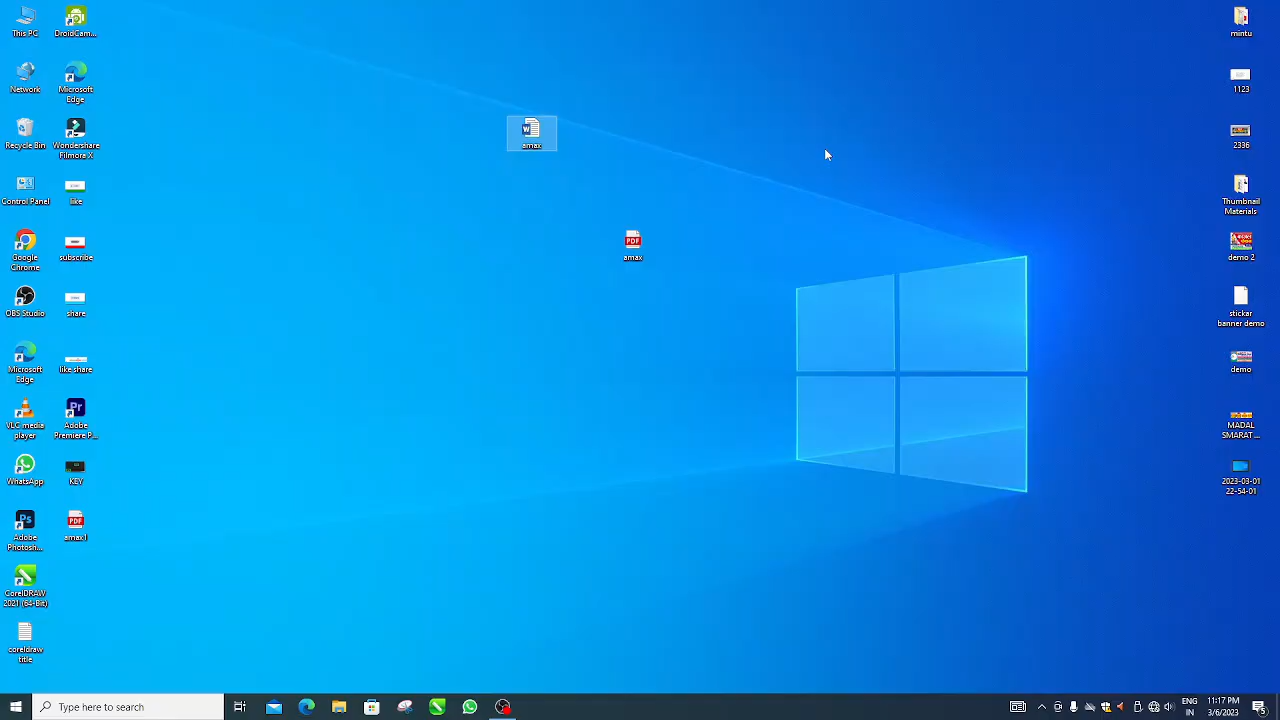 This PC
DroidCam...
Network
Microsoft
Edge
Recycle Bin
Wondershare
Filmora X
Control Panel
like
Google
Chrome
subscribe
OBS Studio
share
Microsoft
Edge
like share
VLC media
player
Adobe
Premiere P...
WhatsApp
KEY
Adobe
Photosh...
amax1
CorelDRAW
2021 (64-Bit)
coreldraw
title
amax
PDF
amax
mintu
1123
2336
Thumbnail
Materials
demo 2
stickar
banner demo
demo
MADAL
SMARAT ...
2023-03-01
22-54-01
Type here to search
ENG
IN
11:17 PM
3/6/2023